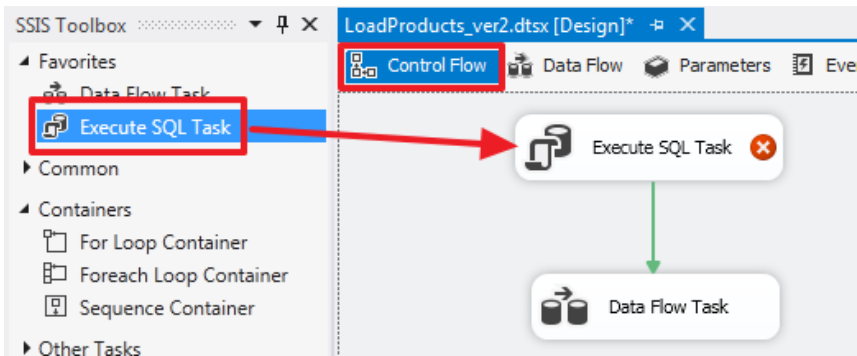 SSIS Toolbox
Favorites
Data Flow Task
Execute SQL Task
Common
Containers
For Loop Container
Foreach Loop Container
Sequence Container
Other Tasks
LoadProducts_ver2.dtsx [Design]*
Control Flow
Data Flow
Parameters
Execute SQL Task
Data Flow Task